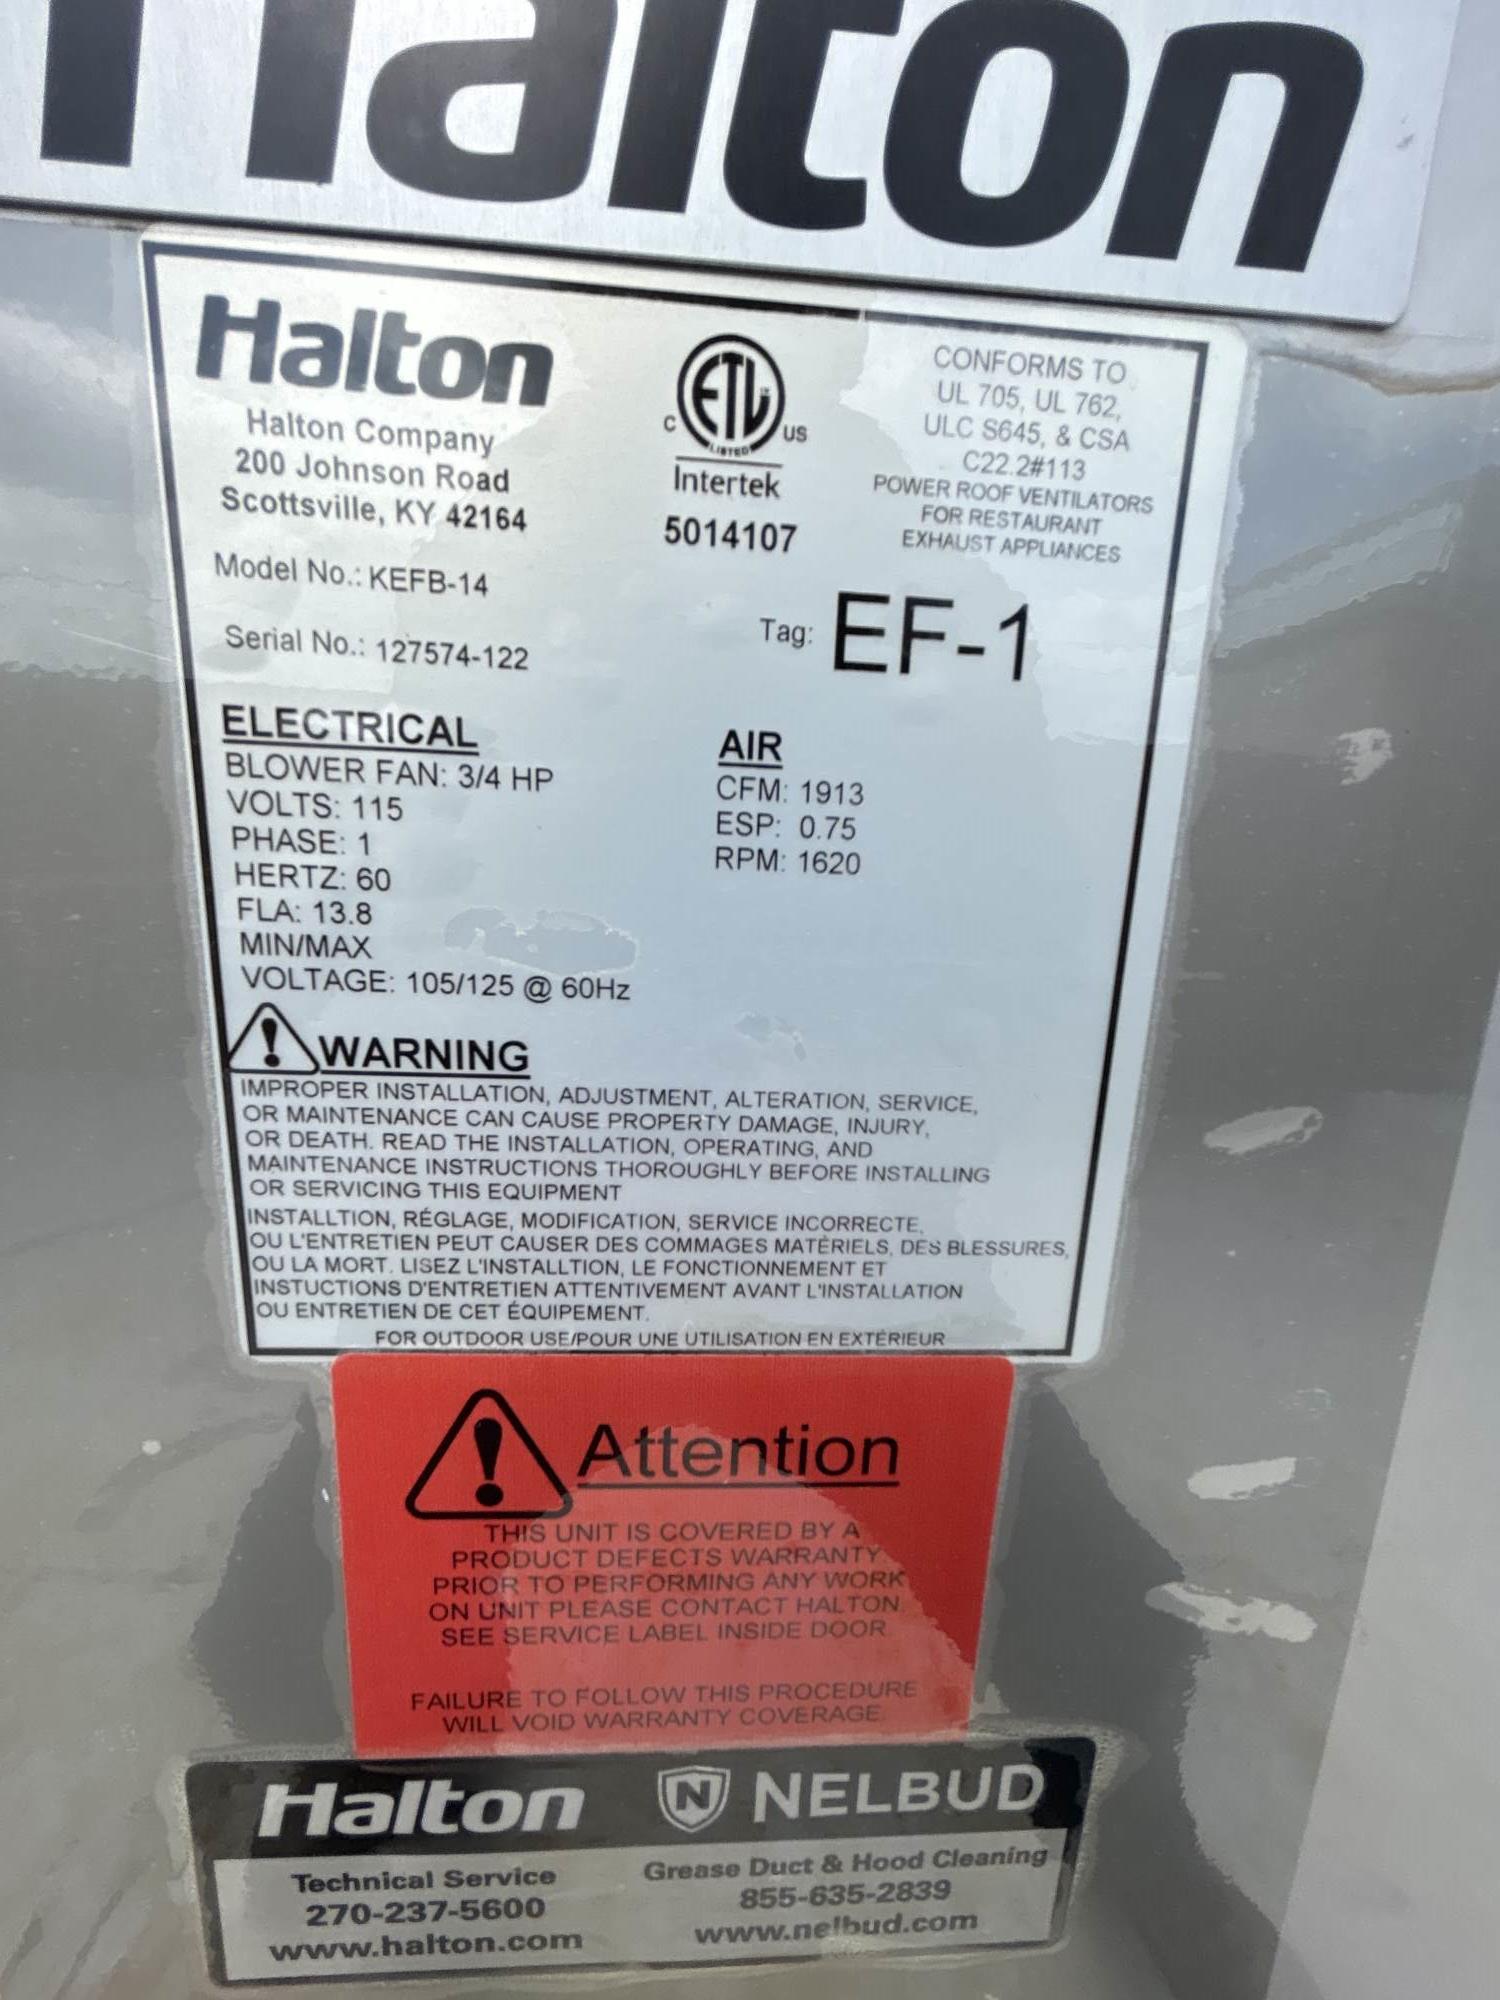 Halton
Halton
Halton Company
200 Johnson Road
Scottsville, KY 42164
C ETL US
LISTED
Intertek
5014107
CONFORMS TO
UL 705, UL 762,
ULC S645, & CSA
C22.2#113
POWER ROOF VENTILATORS
FOR RESTAURANT
EXHAUST APPLIANCES
Model No.: KEFB-14
Serial No.: 127574-122
Tag: EF-1
ELECTRICAL
BLOWER FAN: 3/4 HP
VOLTS: 115
PHASE: 1
HERTZ: 60
FLA: 13.8
MIN/MAX
VOLTAGE: 105/125 @ 60Hz
AIR
CFM: 1913
ESP: 0.75
RPM: 1620
WARNING
IMPROPER INSTALLATION, ADJUSTMENT, ALTERATION, SERVICE,
OR MAINTENANCE CAN CAUSE PROPERTY DAMAGE, INJURY,
OR DEATH. READ THE INSTALLATION, OPERATING, AND
MAINTENANCE INSTRUCTIONS THOROUGHLY BEFORE INSTALLING
OR SERVICING THIS EQUIPMENT
INSTALLTION, RÉGLAGE, MODIFICATION, SERVICE INCORRECTE,
OU L'ENTRETIEN PEUT CAUSER DES COMMAGES MATÈRIELS, DES BLESSURES,
OU LA MORT. LISEZ L'INSTALLTION, LE FONCTIONNEMENT ET
INSTUCTIONS D'ENTRETIEN ATTENTIVEMENT AVANT L'INSTALLATION
OU ENTRETIEN DE CET ÉQUIPEMENT.
FOR OUTDOOR USE/POUR UNE UTILISATION EN EXTÉRIEUR
Attention
THIS UNIT IS COVERED BY A
PRODUCT DEFECTS WARRANTY
PRIOR TO PERFORMING ANY WORK
ON UNIT PLEASE CONTACT HALTON.
SEE SERVICE LABEL INSIDE DOOR
FAILURE TO FOLLOW THIS PROCEDURE
WILL VOID WARRANTY COVERAGE.
Halton
Technical Service
270-237-5600
www.halton.com
N NELBUD
Grease Duct & Hood Cleaning
855-635-2839
www.nelbud.com